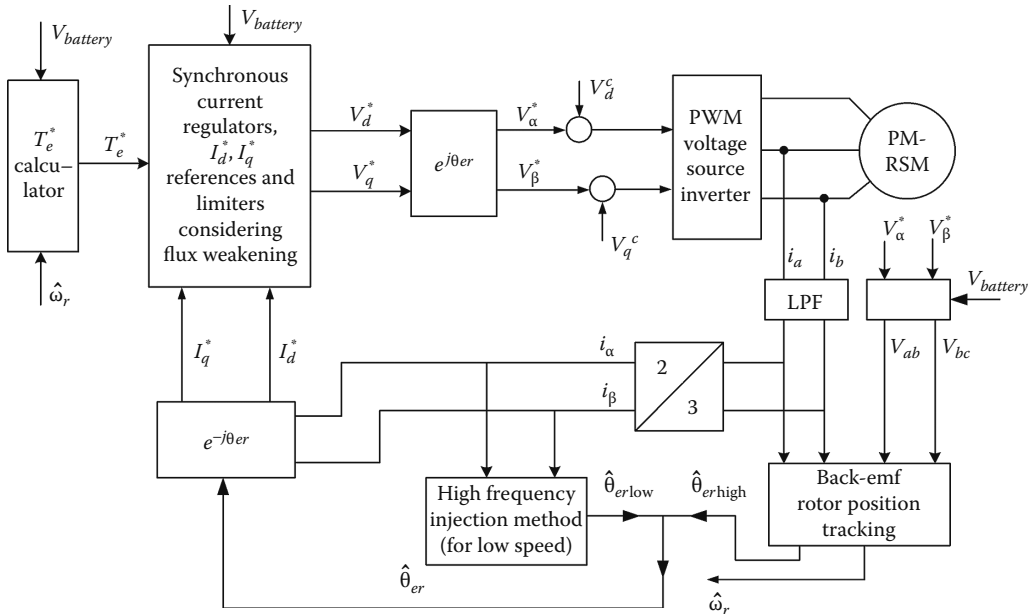 V_battery
V_battery
T_e^*
calcu-
lator
T_e^*
ω̂_r
Synchronous
current
regulators,
I_d^*, I_q^*
references and
limiters
considering
flux weakening
V_d^*
V_q^*
e^{jθer}
V_α^*
V_β^*
V_d^c
V_q^c
PWM
voltage
source
inverter
PM-
RSM
i_a
i_b
LPF
V_α^*
V_β^*
V_battery
V_ab
V_bc
I_q^*
I_d^*
i_α
i_β
2
3
e^{-jθer}
High frequency
injection method
(for low speed)
θ̂_erlow
θ̂_erhigh
Back-emf
rotor position
tracking
θ̂_er
ω̂_r